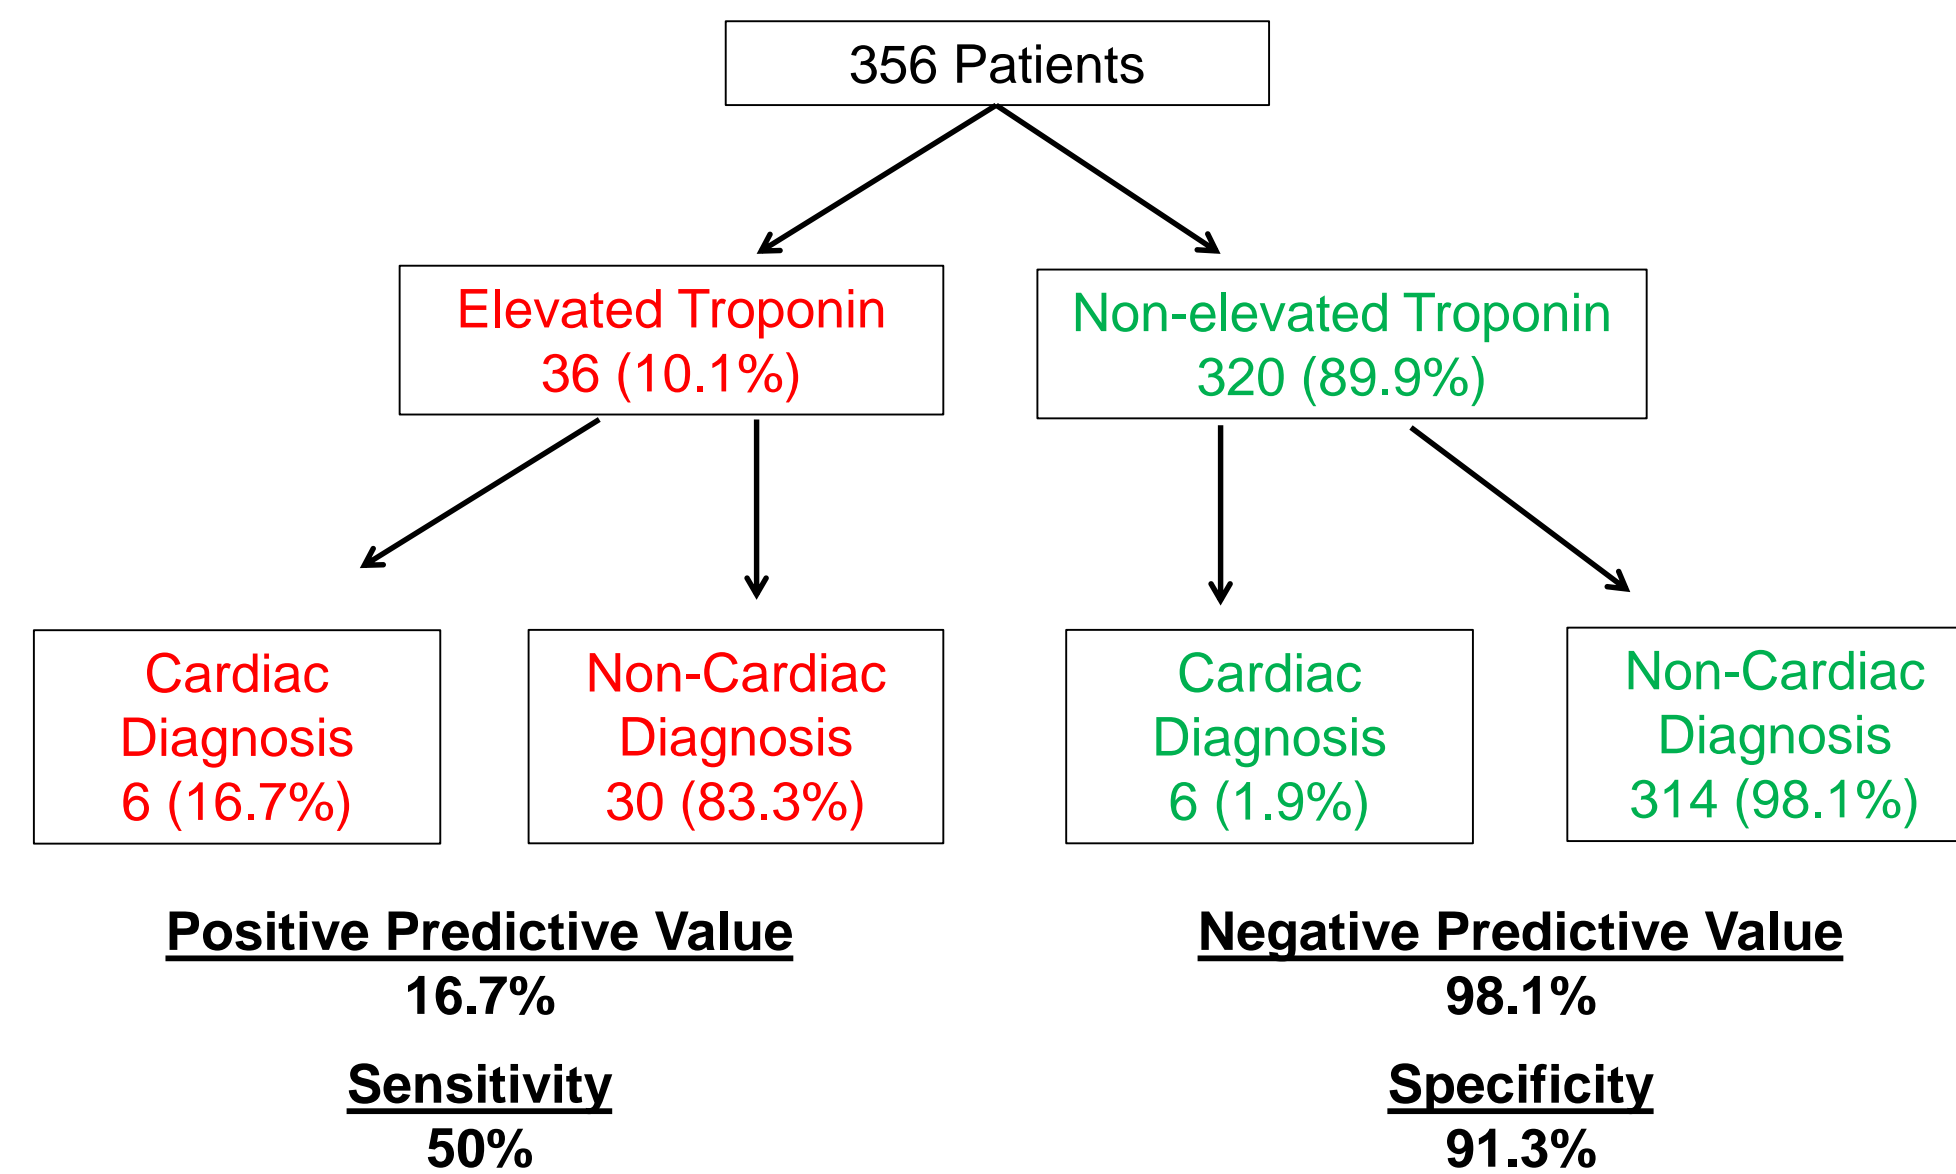 356 Patients
Elevated Troponin
36 (10.1%)
Non-elevated Troponin
320 (89.9%)
Cardiac
Diagnosis
6 (16.7%)
Non-Cardiac
Diagnosis
30 (83.3%)
Cardiac
Diagnosis
6 (1.9%)
Non-Cardiac
Diagnosis
314 (98.1%)
Positive Predictive Value
16.7%
Negative Predictive Value
98.1%
Sensitivity
50%
Specificity
91.3%